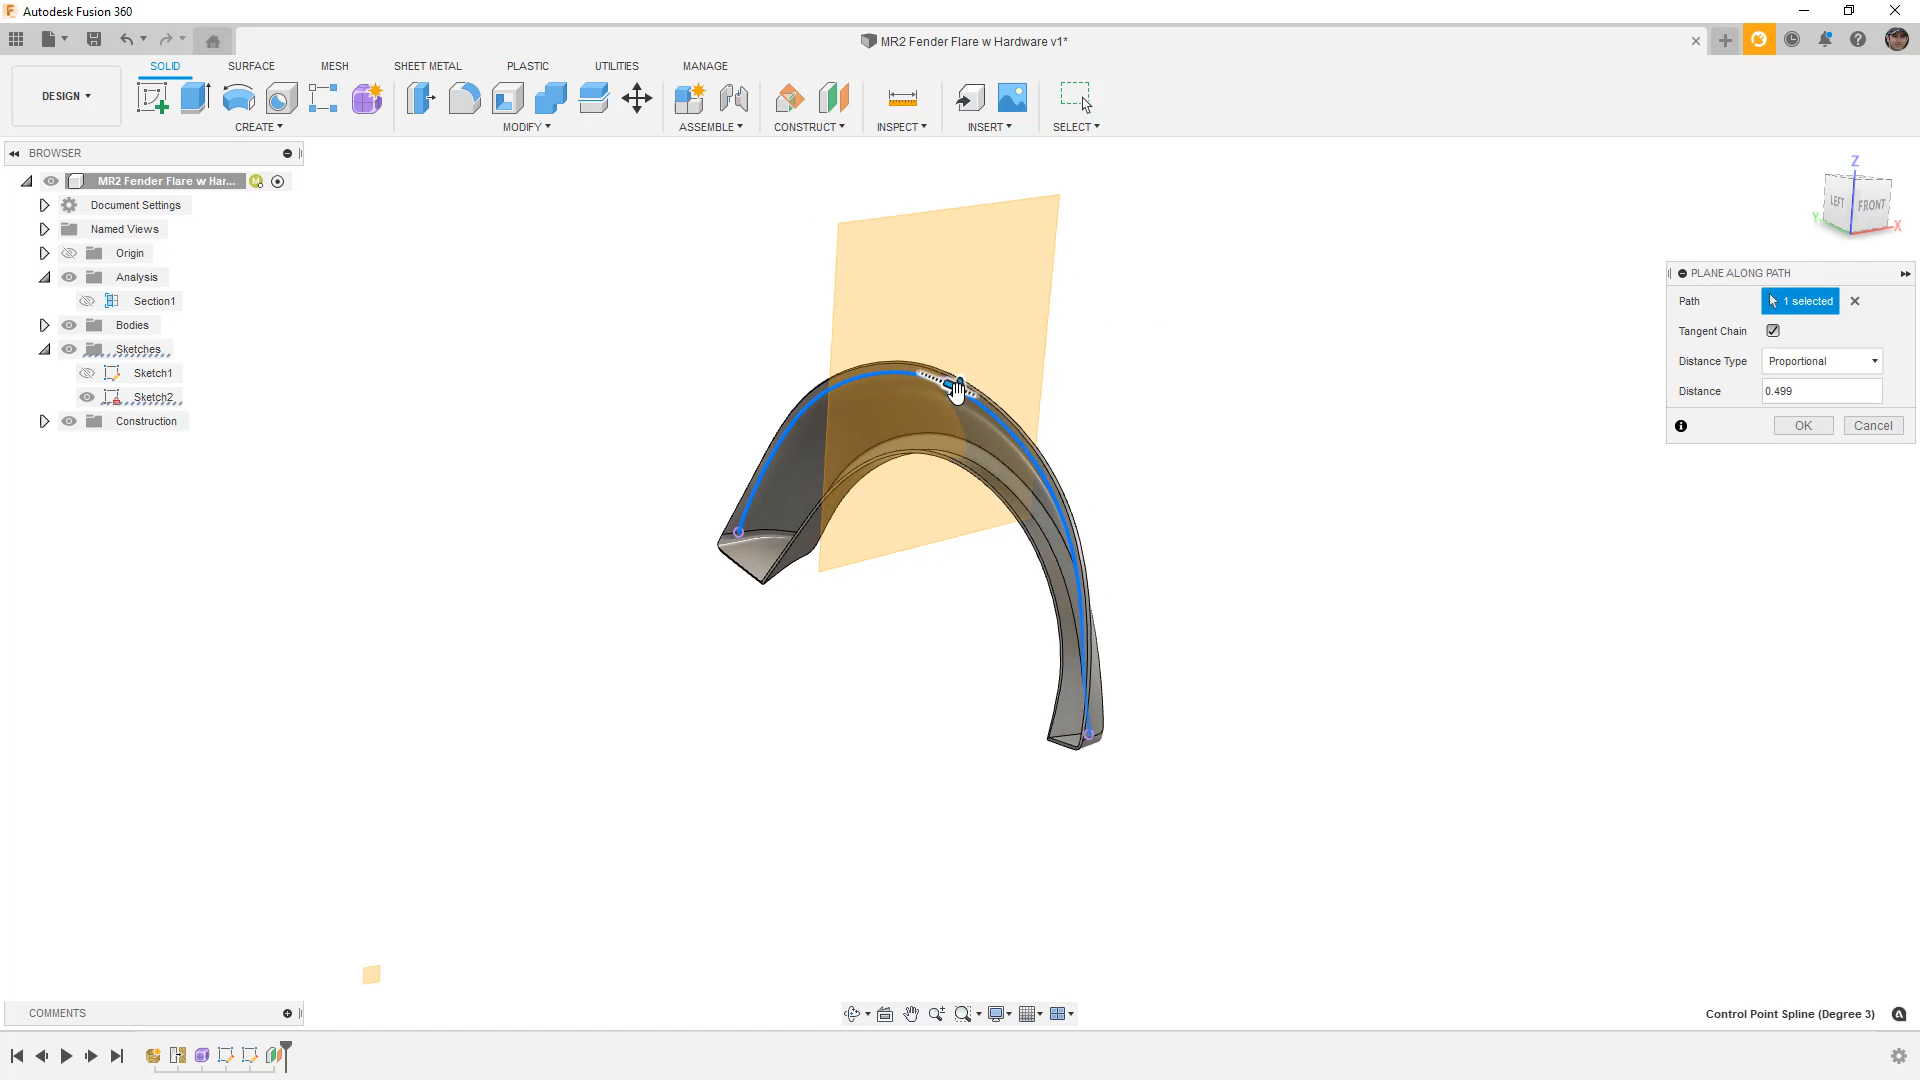 Autodesk Fusion 360
MR2 Fender Flare w Hardware v1*
DESIGN
SOLID
SURFACE
MESH
SHEET METAL
PLASTIC
UTILITIES
MANAGE
CREATE
MODIFY
ASSEMBLE
CONSTRUCT
INSPECT
INSERT
SELECT
BROWSER
MR2 Fender Flare w Har...
Document Settings
Named Views
Origin
Analysis
Section1
Bodies
Sketches
Sketch1
Sketch2
Construction
Z
LEFT
FRONT
Y
X
PLANE ALONG PATH
Path
1 selected
Tangent Chain
Distance Type
Proportional
Distance
0.499
OK
Cancel
COMMENTS
Control Point Spline (Degree 3)